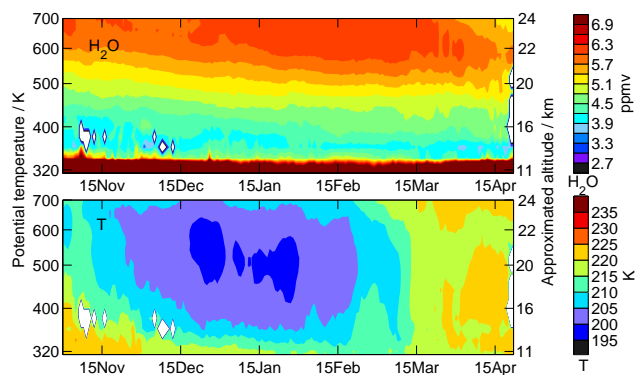 700
600
500
400
320
H2O
15Nov
15Dec
15Jan
15Feb
15Mar
15Apr
24
22
20
16
11
6.9
6.3
5.7
5.1
4.5
3.9
3.3
2.7
ppmv
H2O
Potential temperature / K
Approximated altitude / km
700
600
500
400
320
T
15Nov
15Dec
15Jan
15Feb
15Mar
15Apr
24
22
20
16
11
235
230
225
220
215
210
205
200
195
K
T